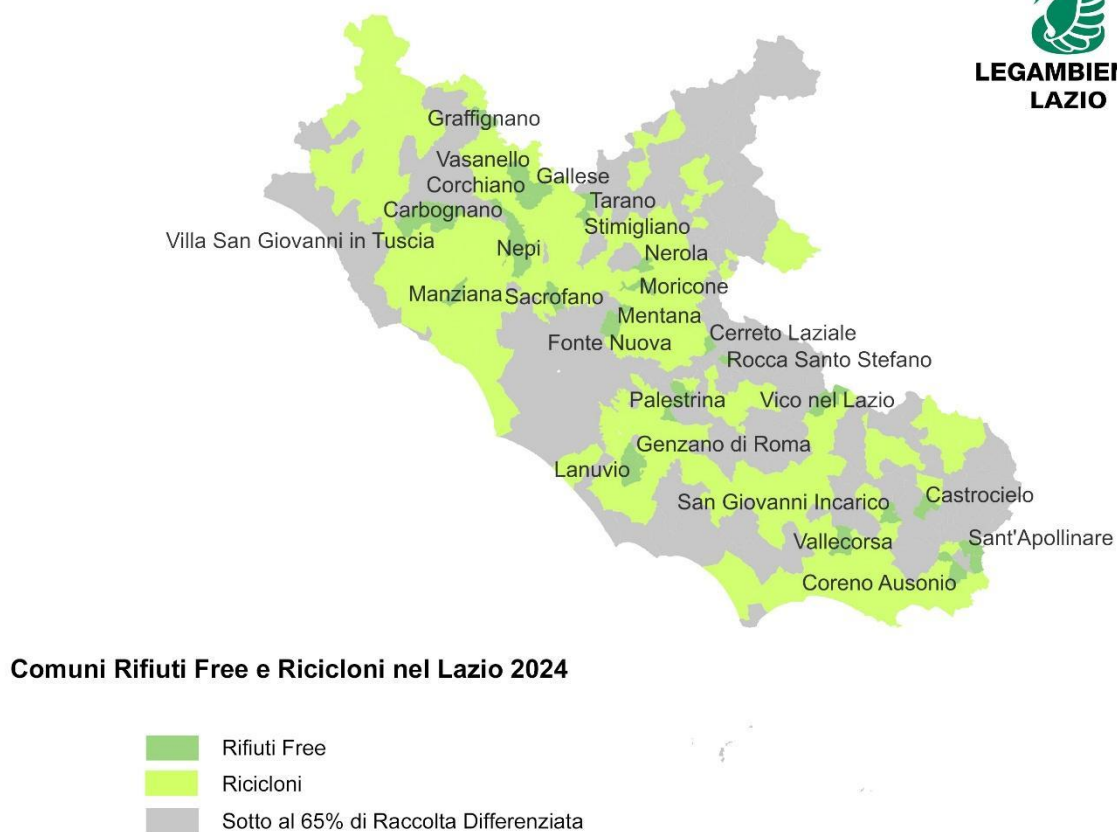 LEGAMBIEN
LAZIO
Graffignano
Vasanello
Gallese
Corchiano
Tarano
Carbognano
Stimigliano
Villa San Giovanni in Tuscia
Nepi
Nerola
Moricone
Manziana
Sacrofano
Mentana
Cerreto Laziale
Fonte Nuova
Rocca Santo Stefano
Palestrina
Vico nel Lazio
Genzano di Roma
Lanuvio
San Giovanni Incarico
Castrocielo
Vallecorsa
Sant'Apollinare
Coreno Ausonio
Comuni Rifiuti Free e Ricicloni nel Lazio 2024
Rifiuti Free
Ricicloni
Sotto al 65% di Raccolta Differenziata